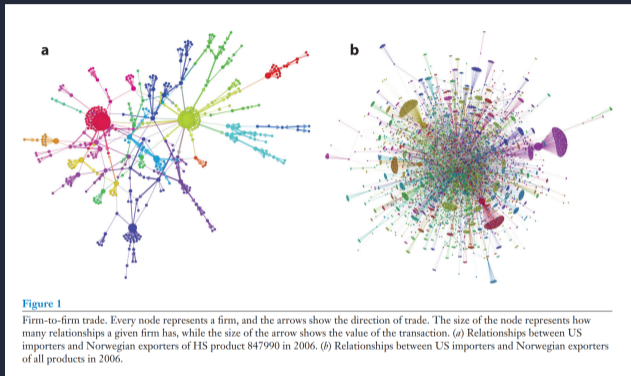 a
b
Figure 1
Firm-to-firm trade. Every node represents a firm, and the arrows show the direction of trade. The size of the node represents how
many relationships a given firm has, while the size of the arrow shows the value of the transaction. (a) Relationships between US
importers and Norwegian exporters of HS product 847990 in 2006. (b) Relationships between US importers and Norwegian exporters
of all products in 2006.